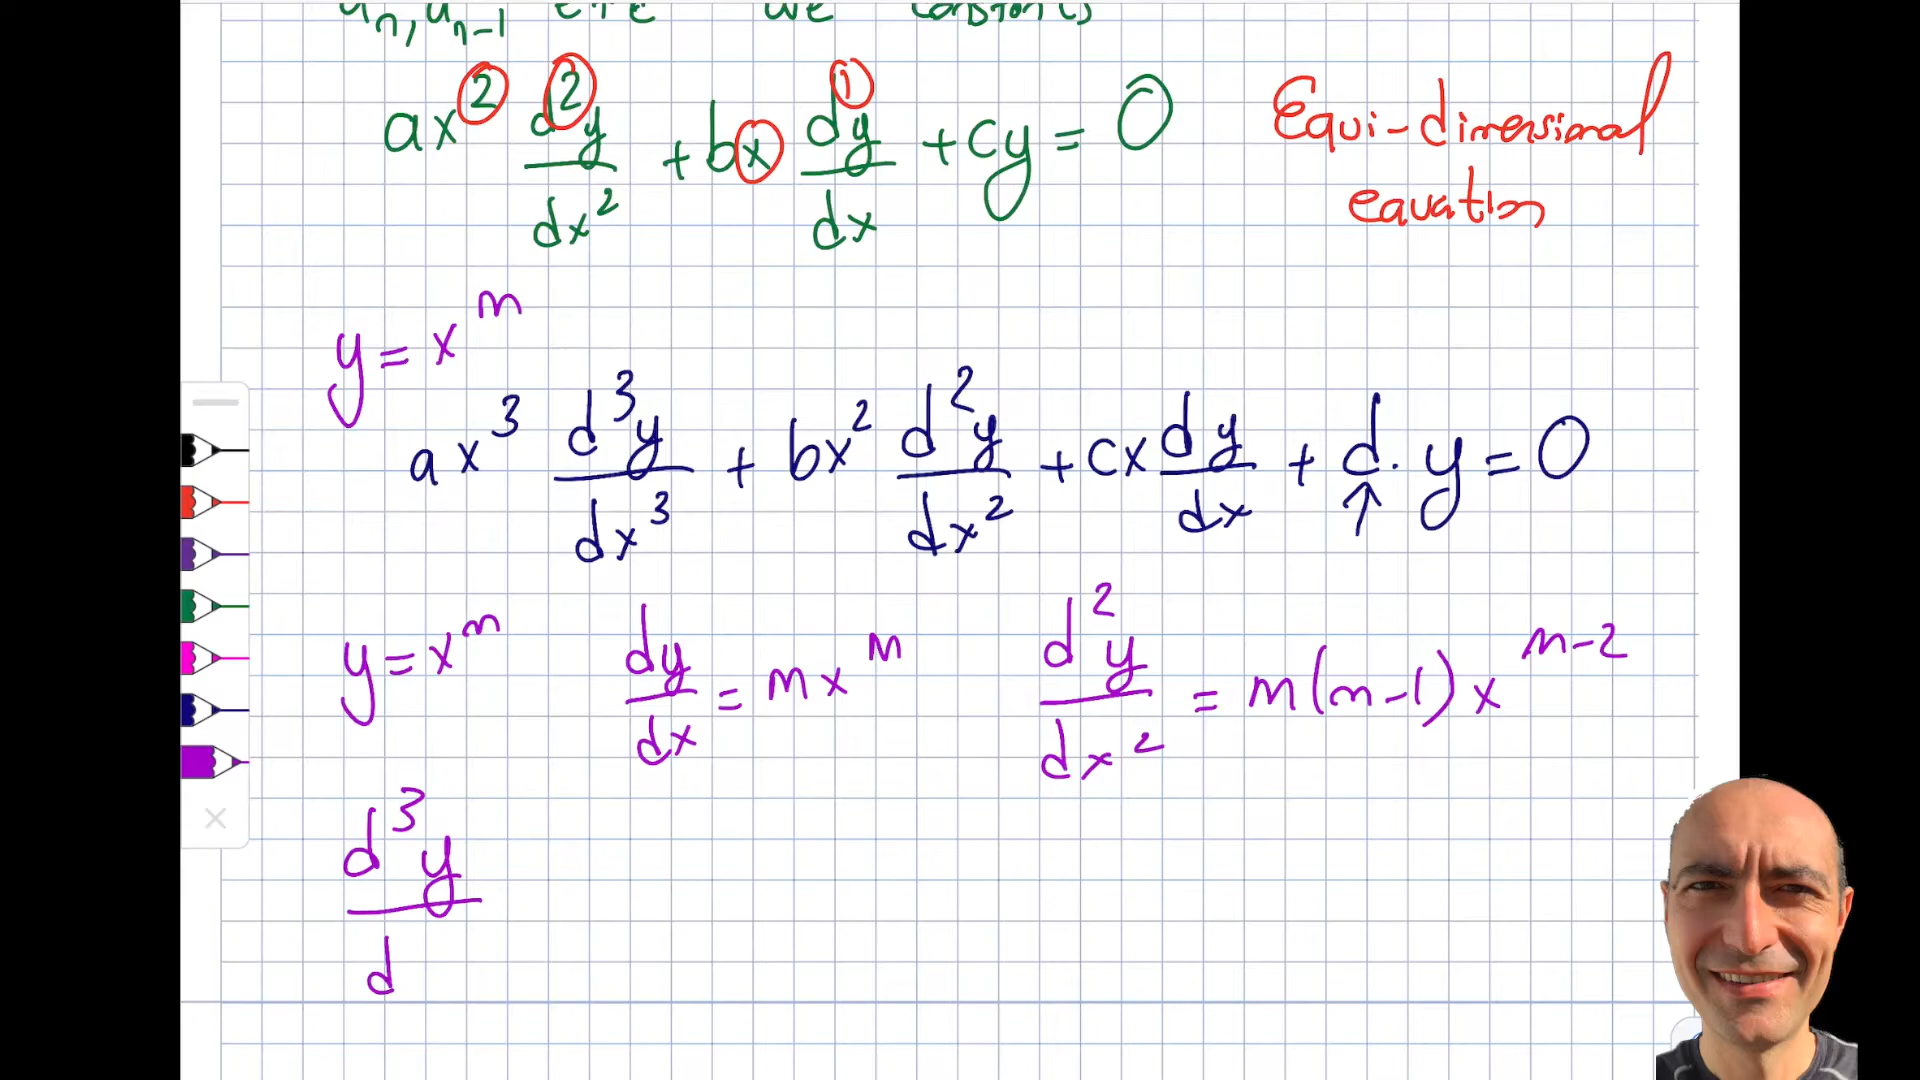 ax² d²y/dx² + bx dy/dx + cy = 0
Equi-dimensional
equation
y = x^m
ax³ d³y/dx³ + bx² d²y/dx² + cx dy/dx + d. y = 0
y = x^m dy/dx = mx^m d²y/dx² = m(m-1)x^m-2
d³y/d